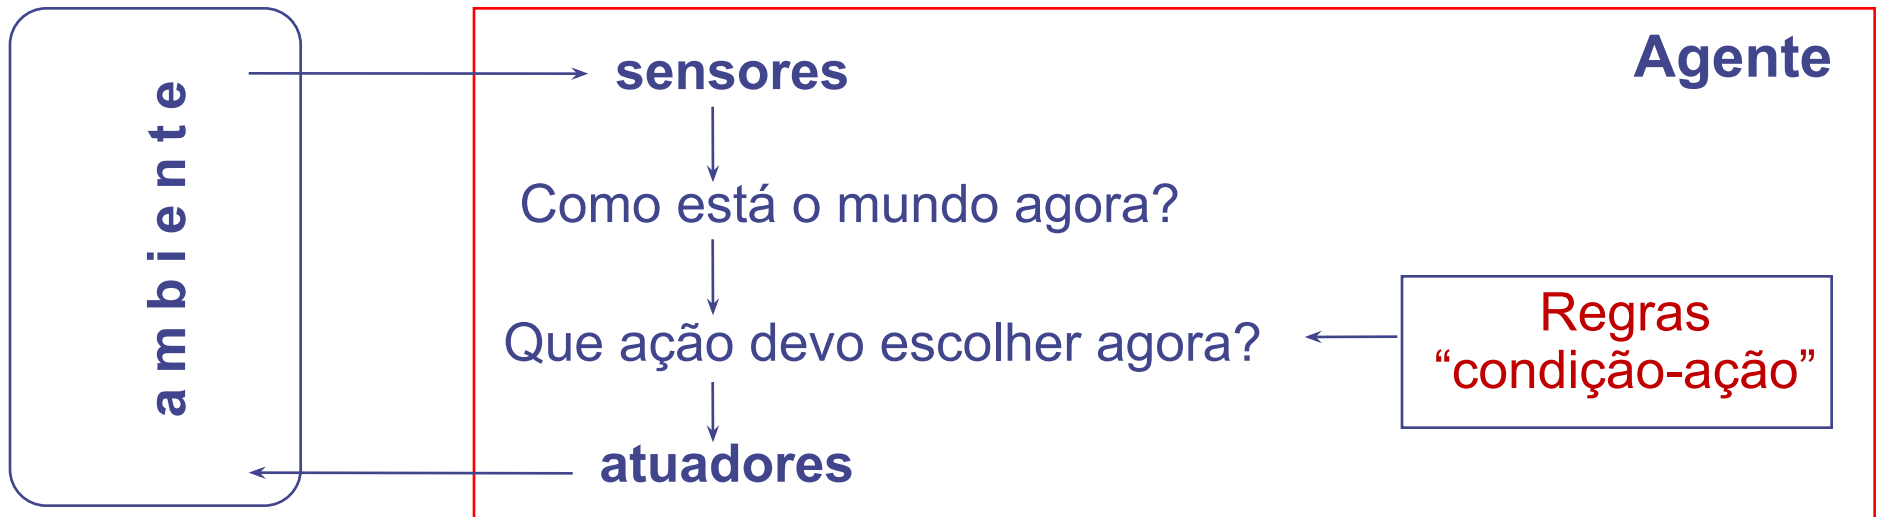 ambiente
sensores
Agente
Como está o mundo agora?
Que ação devo escolher agora?
Regras
“condição-ação”
atuadores